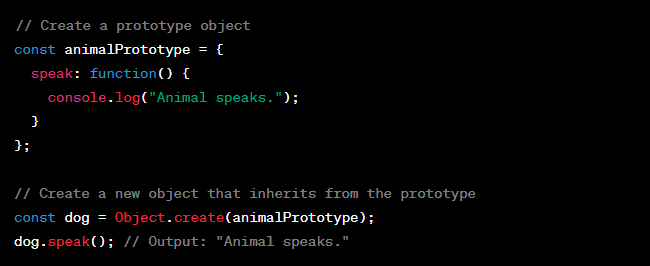 // Create a prototype object
const animalPrototype = {
  speak: function() {
    console.log("Animal speaks.");
  }
};

// Create a new object that inherits from the prototype
const dog = Object.create(animalPrototype);
dog.speak(); // Output: "Animal speaks."